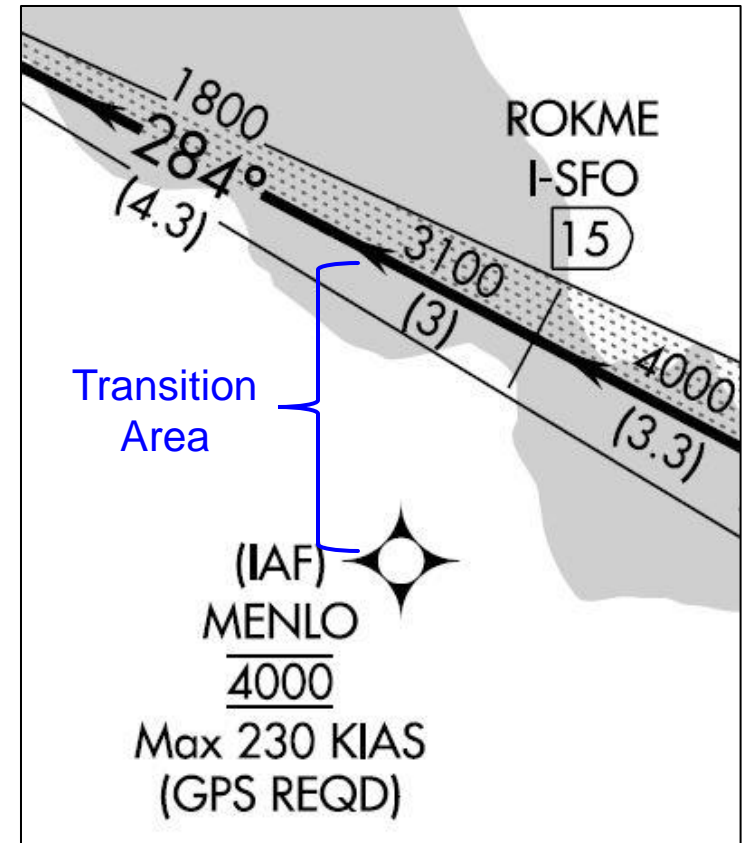 1800
284°
(4.3)
ROKME
I-SFO
15
3100
(3)
4000
(3.3)
Transition
Area
(IAF)
MENLO
4000
Max 230 KIAS
(GPS REQD)